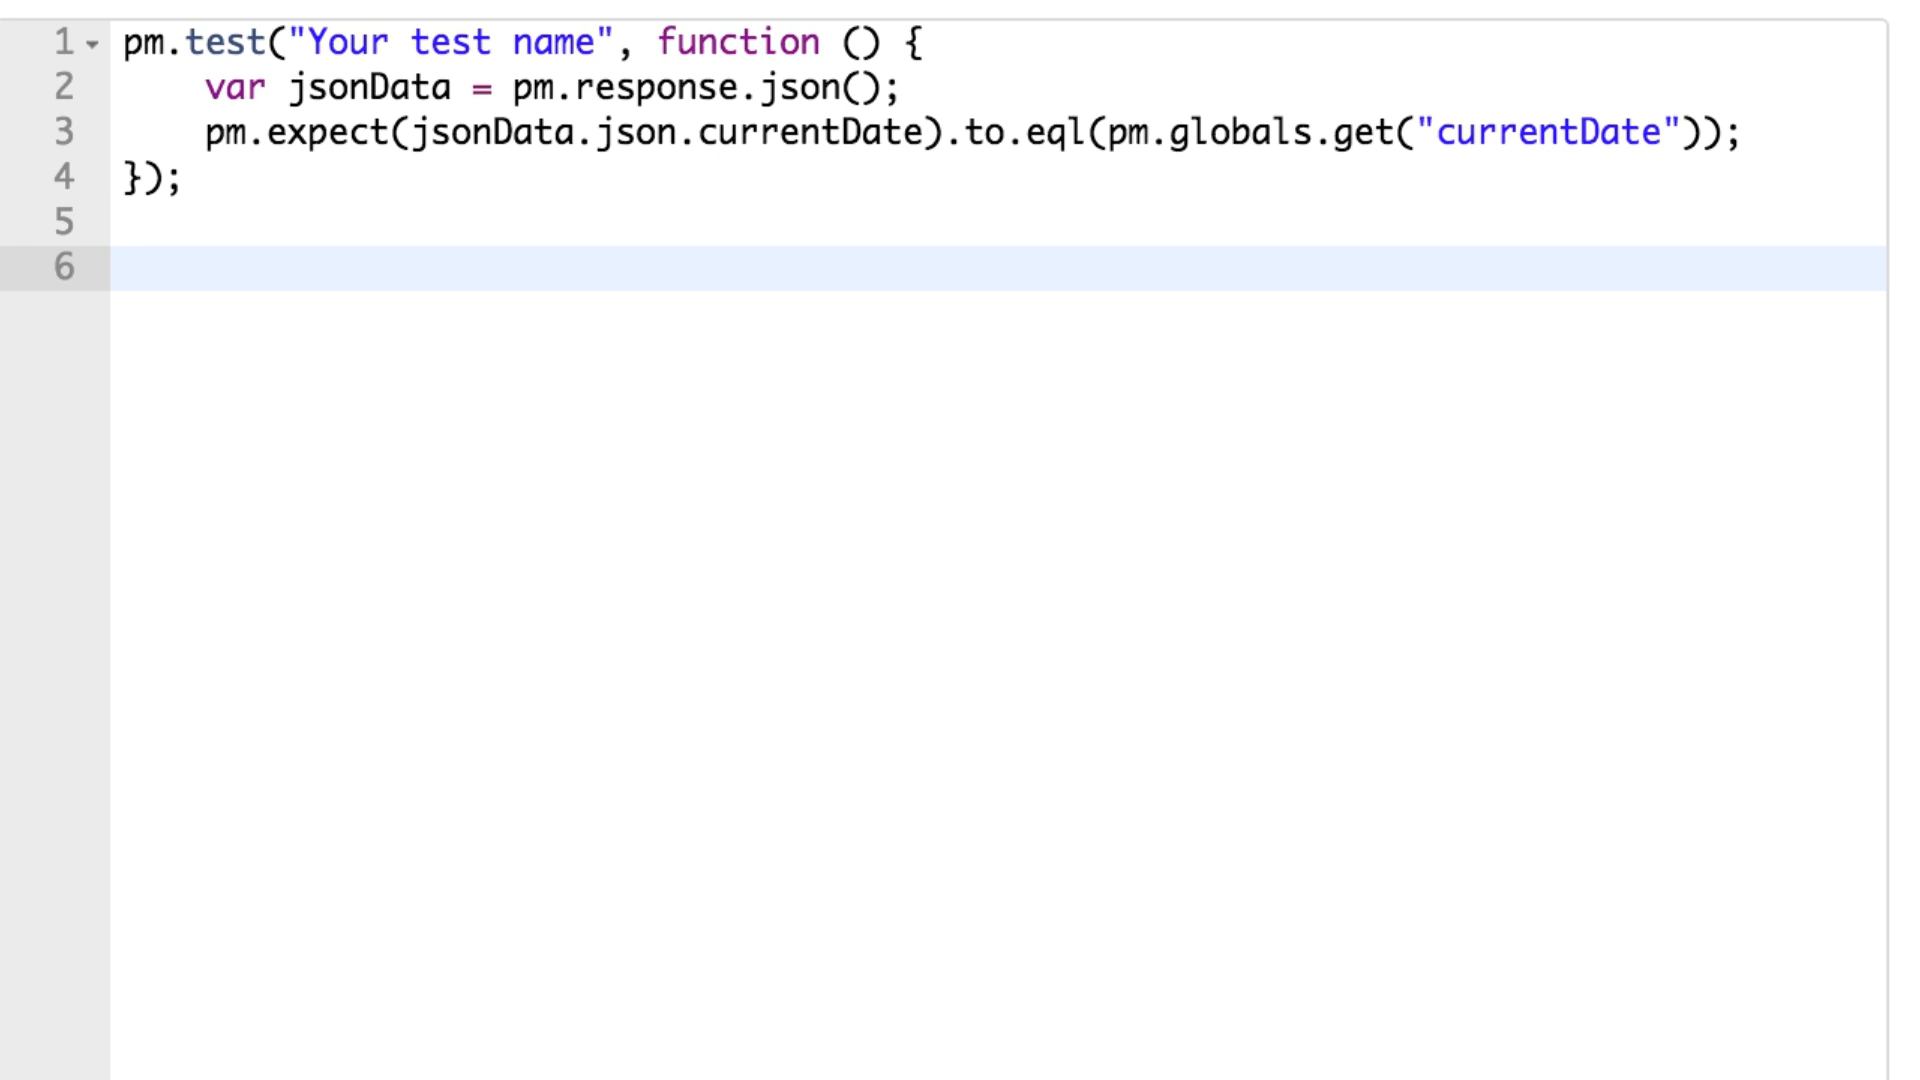 1 pm.test("Your test name", function () {
2     var jsonData = pm.response.json();
3     pm.expect(jsonData.json.currentDate).to.eql(pm.globals.get("currentDate"));
4 });
5
6